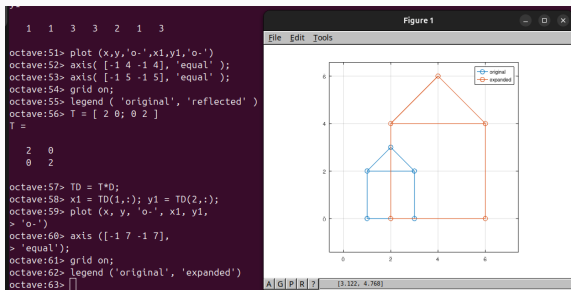 1 1 3 3 2 1 3
octave:51> plot (x,y,'o-',x1,y1,'o-')
octave:52> axis( [-1 4 -1 4], 'equal' );
octave:53> axis( [-1 5 -1 5], 'equal' );
octave:54> grid on;
octave:55> legend ( 'original', 'reflected' )
octave:56> T = [ 2 0; 0 2 ]
T =
2 0
0 2
octave:57> TD = T*D;
octave:58> x1 = TD(1,:); y1 = TD(2,:);
octave:59> plot (x, y, 'o-', x1, y1,
> 'o-')
octave:60> axis ([-1 7 -1 7],
> 'equal');
octave:61> grid on;
octave:62> legend ('original', 'expanded')
octave:63>
Figure 1
File Edit Tools
original
expanded
6
4
2
0
0 2 4 6
A G P R ? [3.122, 4.768]